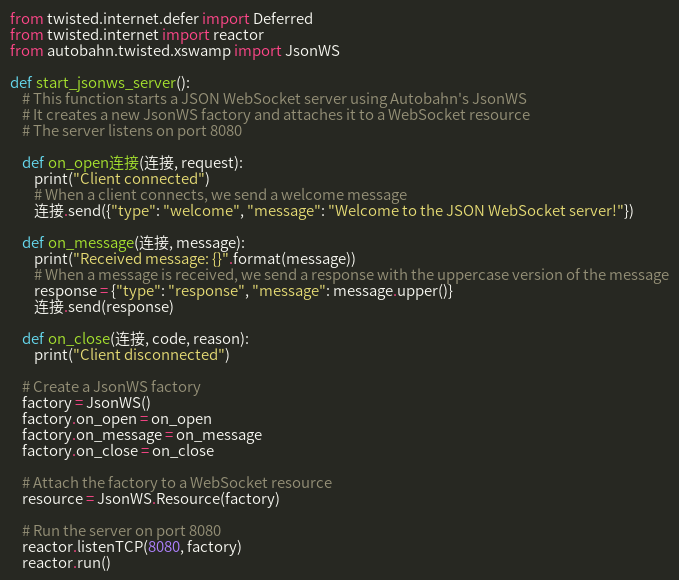 from twisted.internet.defer import Deferred
from twisted.internet import reactor
from autobahn.twisted.xswamp import JsonWS

def start_jsonws_server():
    # This function starts a JSON WebSocket server using Autobahn's JsonWS
    # It creates a new JsonWS factory and attaches it to a WebSocket resource
    # The server listens on port 8080

    def on_open连接(连接, request):
        print("Client connected")
        # When a client connects, we send a welcome message
        连接.send({"type": "welcome", "message": "Welcome to the JSON WebSocket server!"})

    def on_message(连接, message):
        print("Received message: {}".format(message))
        # When a message is received, we send a response with the uppercase version of the message
        response = {"type": "response", "message": message.upper()}
        连接.send(response)

    def on_close(连接, code, reason):
        print("Client disconnected")

    # Create a JsonWS factory
    factory = JsonWS()
    factory.on_open = on_open
    factory.on_message = on_message
    factory.on_close = on_close

    # Attach the factory to a WebSocket resource
    resource = JsonWS.Resource(factory)

    # Run the server on port 8080
    reactor.listenTCP(8080, factory)
    reactor.run()